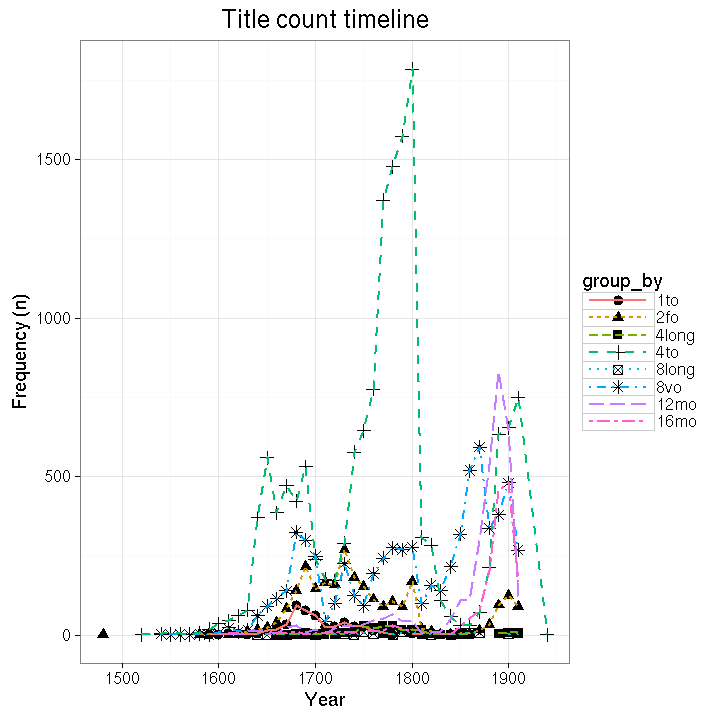 Title count timeline
Frequency (n)
1500
1000
500
0
1500
1600
1700
1800
1900
Year
group_by
1to
2fo
4long
4to
8long
8vo
12mo
16mo